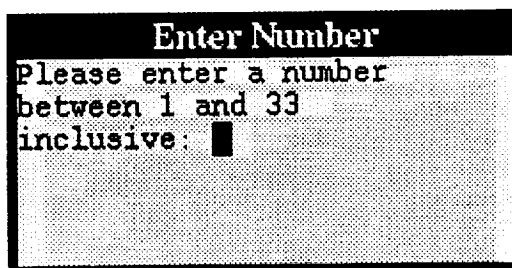 Enter Number
Please enter a number
between 1 and 33
inclusive: